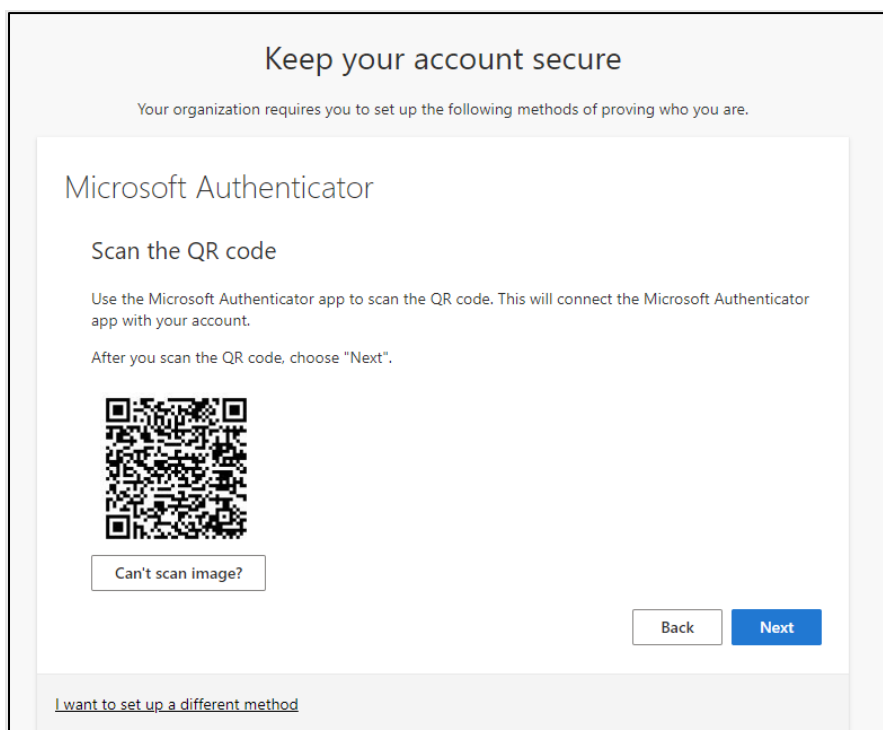 Keep your account secure
Your organization requires you to set up the following methods of proving who you are.
Microsoft Authenticator
Scan the QR code
Use the Microsoft Authenticator app to scan the QR code. This will connect the Microsoft Authenticator
app with your account.
After you scan the QR code, choose "Next".
Can't scan image?
Back Next
I want to set up a different method